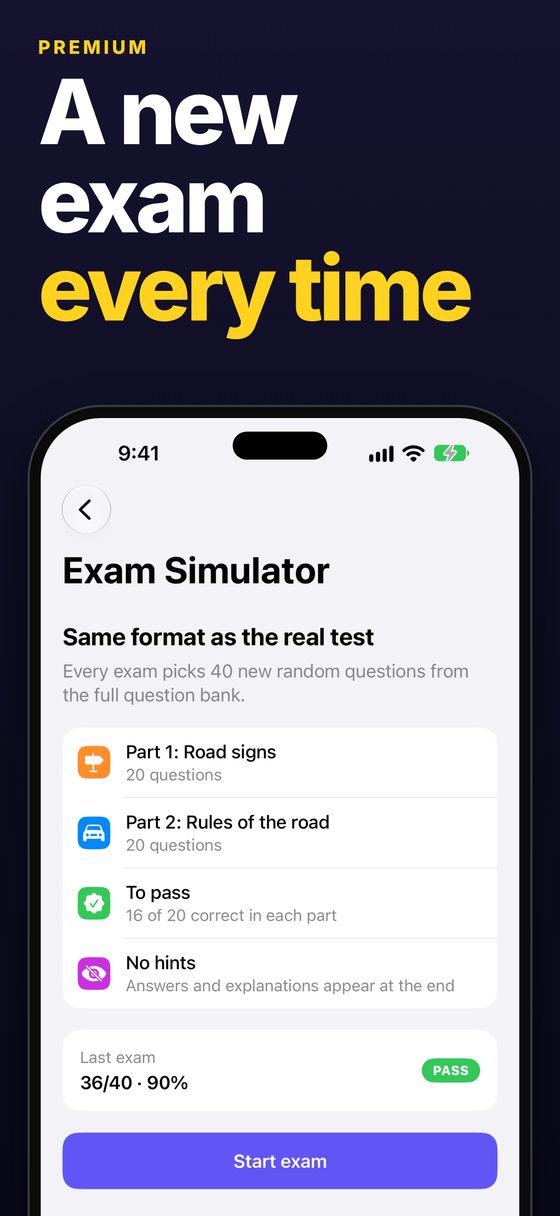 PREMIUM
A new
exam
every time
9:41
Exam Simulator
Same format as the real test
Every exam picks 40 new random questions from
the full question bank.
Part 1: Road signs
20 questions
Part 2: Rules of the road
20 questions
To pass
16 of 20 correct in each part
No hints
Answers and explanations appear at the end
Last exam
36/40 · 90%
PASS
Start exam